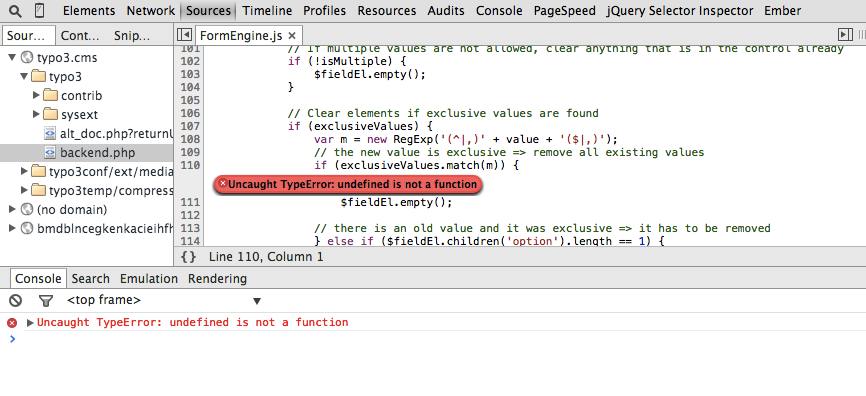 Elements Network Sources Timeline Profiles Resources Audits Console PageSpeed jQuery Selector Inspector Ember
Sour... Cont... Snip...
typo3.cms
typo3
contrib
sysext
alt_doc.php?returnU
backend.php
typo3conf/ext/media
typo3temp/compress
(no domain)
bmdblncegkenkacieihfh
FormEngine.js ×
101 // If multiple values are not allowed, clear anything that is in the control already
102 if (!isMultiple) {
103 $fieldEl.empty();
104 }
105
106 // Clear elements if exclusive values are found
107 if (exclusiveValues) {
108 var m = new RegExp('(^|,)' + value + '($|,)');
109 // the new value is exclusive => remove all existing values
110 if (exclusiveValues.match(m)) {
Uncaught TypeError: undefined is not a function
111 $fieldEl.empty();
112
113 // there is an old value and it was exclusive => it has to be removed
114 } else if ($fieldEl.children('option').length == 1) {
{} Line 110, Column 1
Console Search Emulation Rendering
<top frame>
Uncaught TypeError: undefined is not a function
>